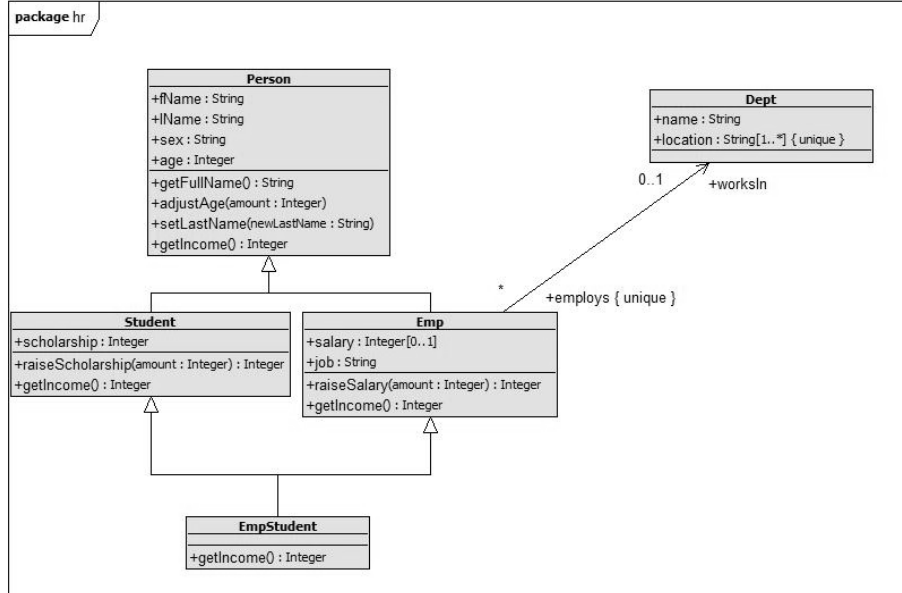 package hr
Person
+fName : String
+lName : String
+sex : String
+age : Integer
+getFullName() : String
+adjustAge(amount : Integer)
+setLastName(newLastName : String)
+getIncome() : Integer
Dept
+name : String
+location : String[1..*] { unique }
0..1
+worksIn
*
+employs { unique }
Student
+scholarship : Integer
+raiseScholarship(amount : Integer) : Integer
+getIncome() : Integer
Emp
+salary : Integer[0..1]
+job : String
+raiseSalary(amount : Integer) : Integer
+getIncome() : Integer
EmpStudent
+getIncome() : Integer